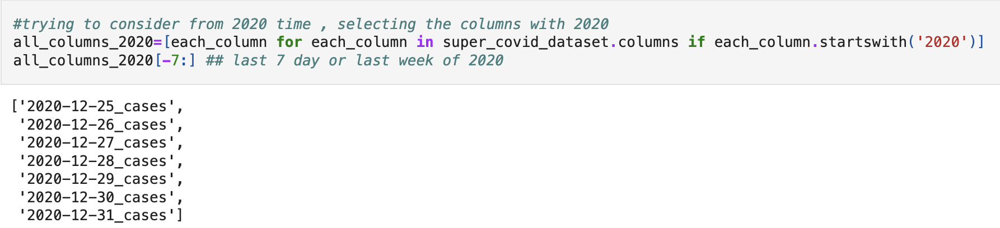 #trying to consider from 2020 time , selecting the columns with 2020
all_columns_2020=[each_column for each_column in super_covid_dataset.columns if each_column.startswith('2020')]
all_columns_2020[-7:] ## last 7 day or last week of 2020
['2020-12-25_cases',
 '2020-12-26_cases',
 '2020-12-27_cases',
 '2020-12-28_cases',
 '2020-12-29_cases',
 '2020-12-30_cases',
 '2020-12-31_cases']